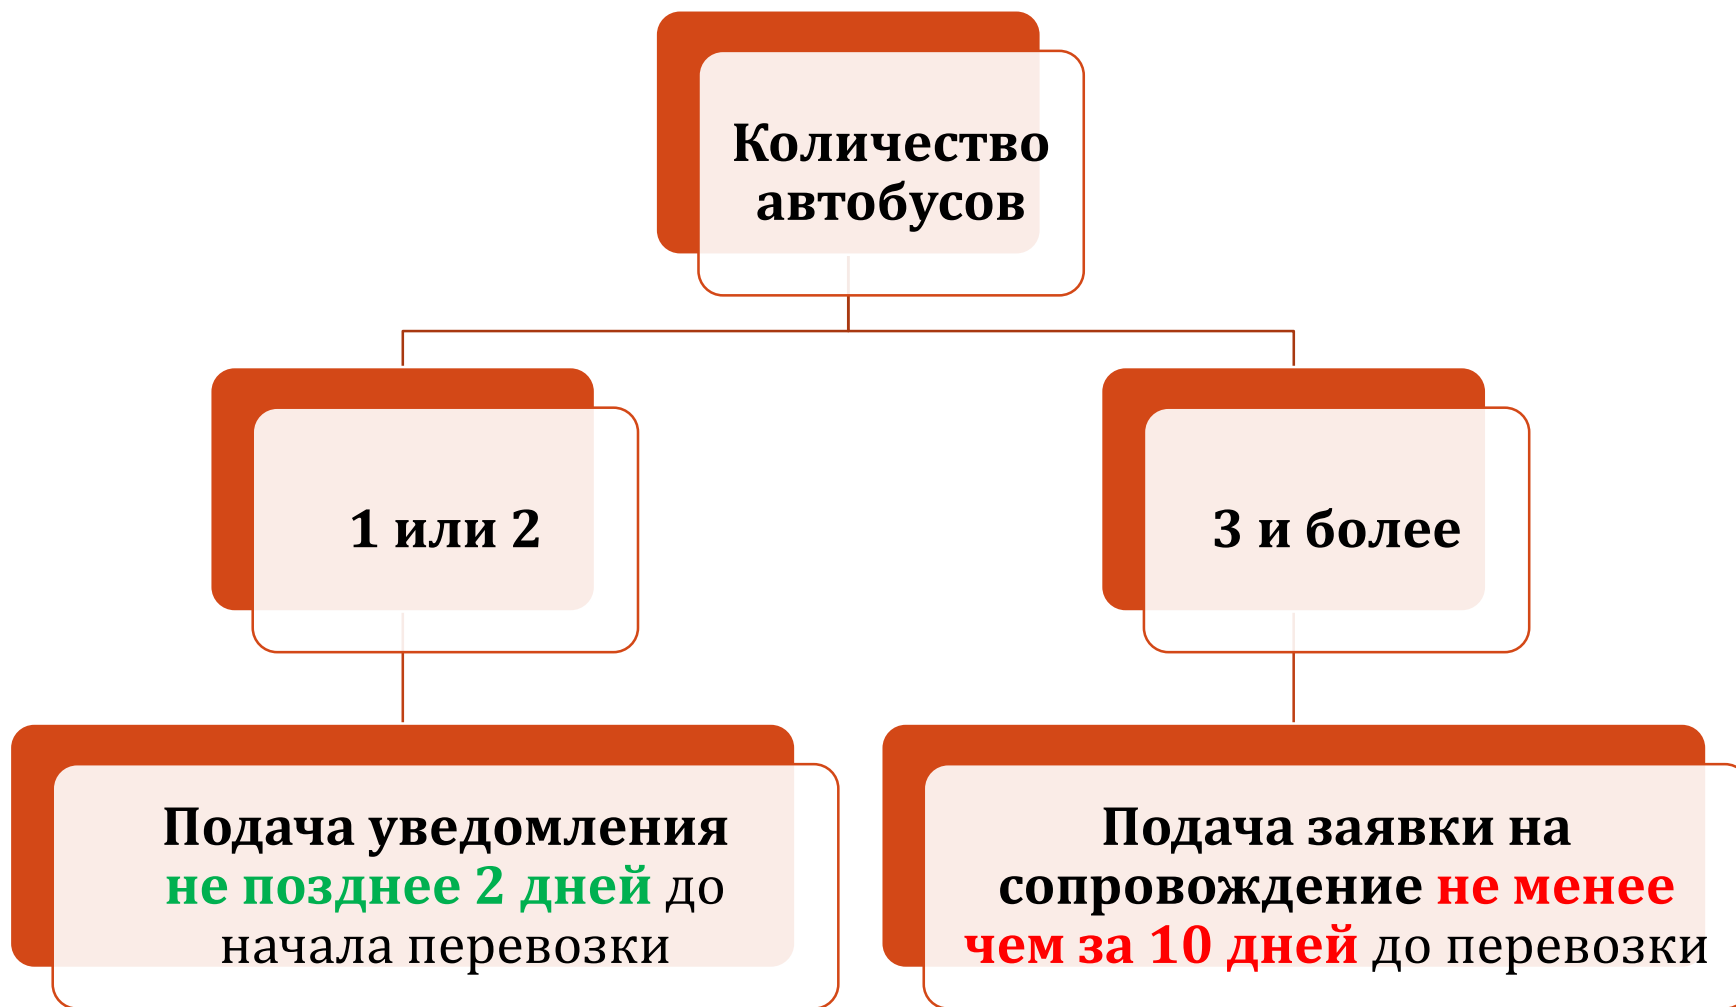 Количество
автобусов
1 или 2
3 и более
Подача уведомления
не позднее 2 дней до
начала перевозки
Подача заявки на
сопровождение не менее
чем за 10 дней до перевозки